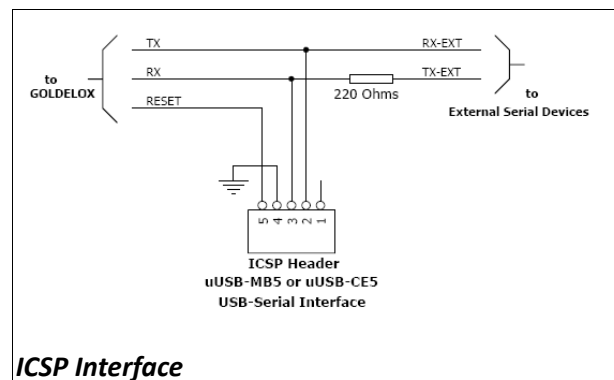 TX
RX-EXT
to
GOLDELOX
RX
TX-EXT
220 Ohms
to
External Serial Devices
RESET
5 4 3 2 1
ICSP Header
uUSB-MB5 or uUSB-CE5
USB-Serial Interface
ICSP Interface